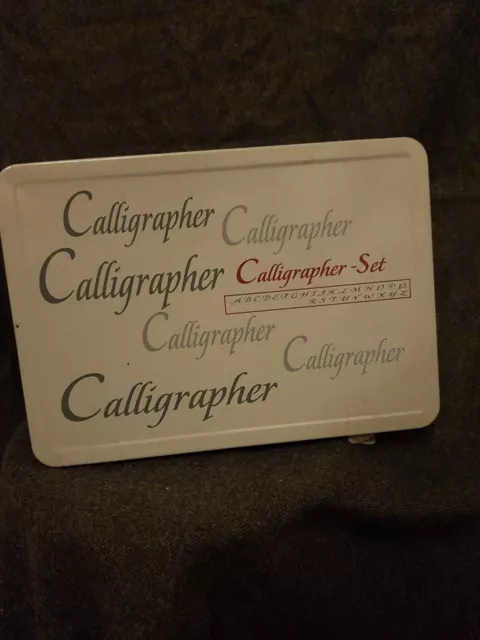 Calligrapher
Calligrapher
Calligrapher
Calligrapher-Set
A B C D E F G H I J K L M N O P Q
R S T U V W X Y Z
Calligrapher
Calligrapher
Calligrapher